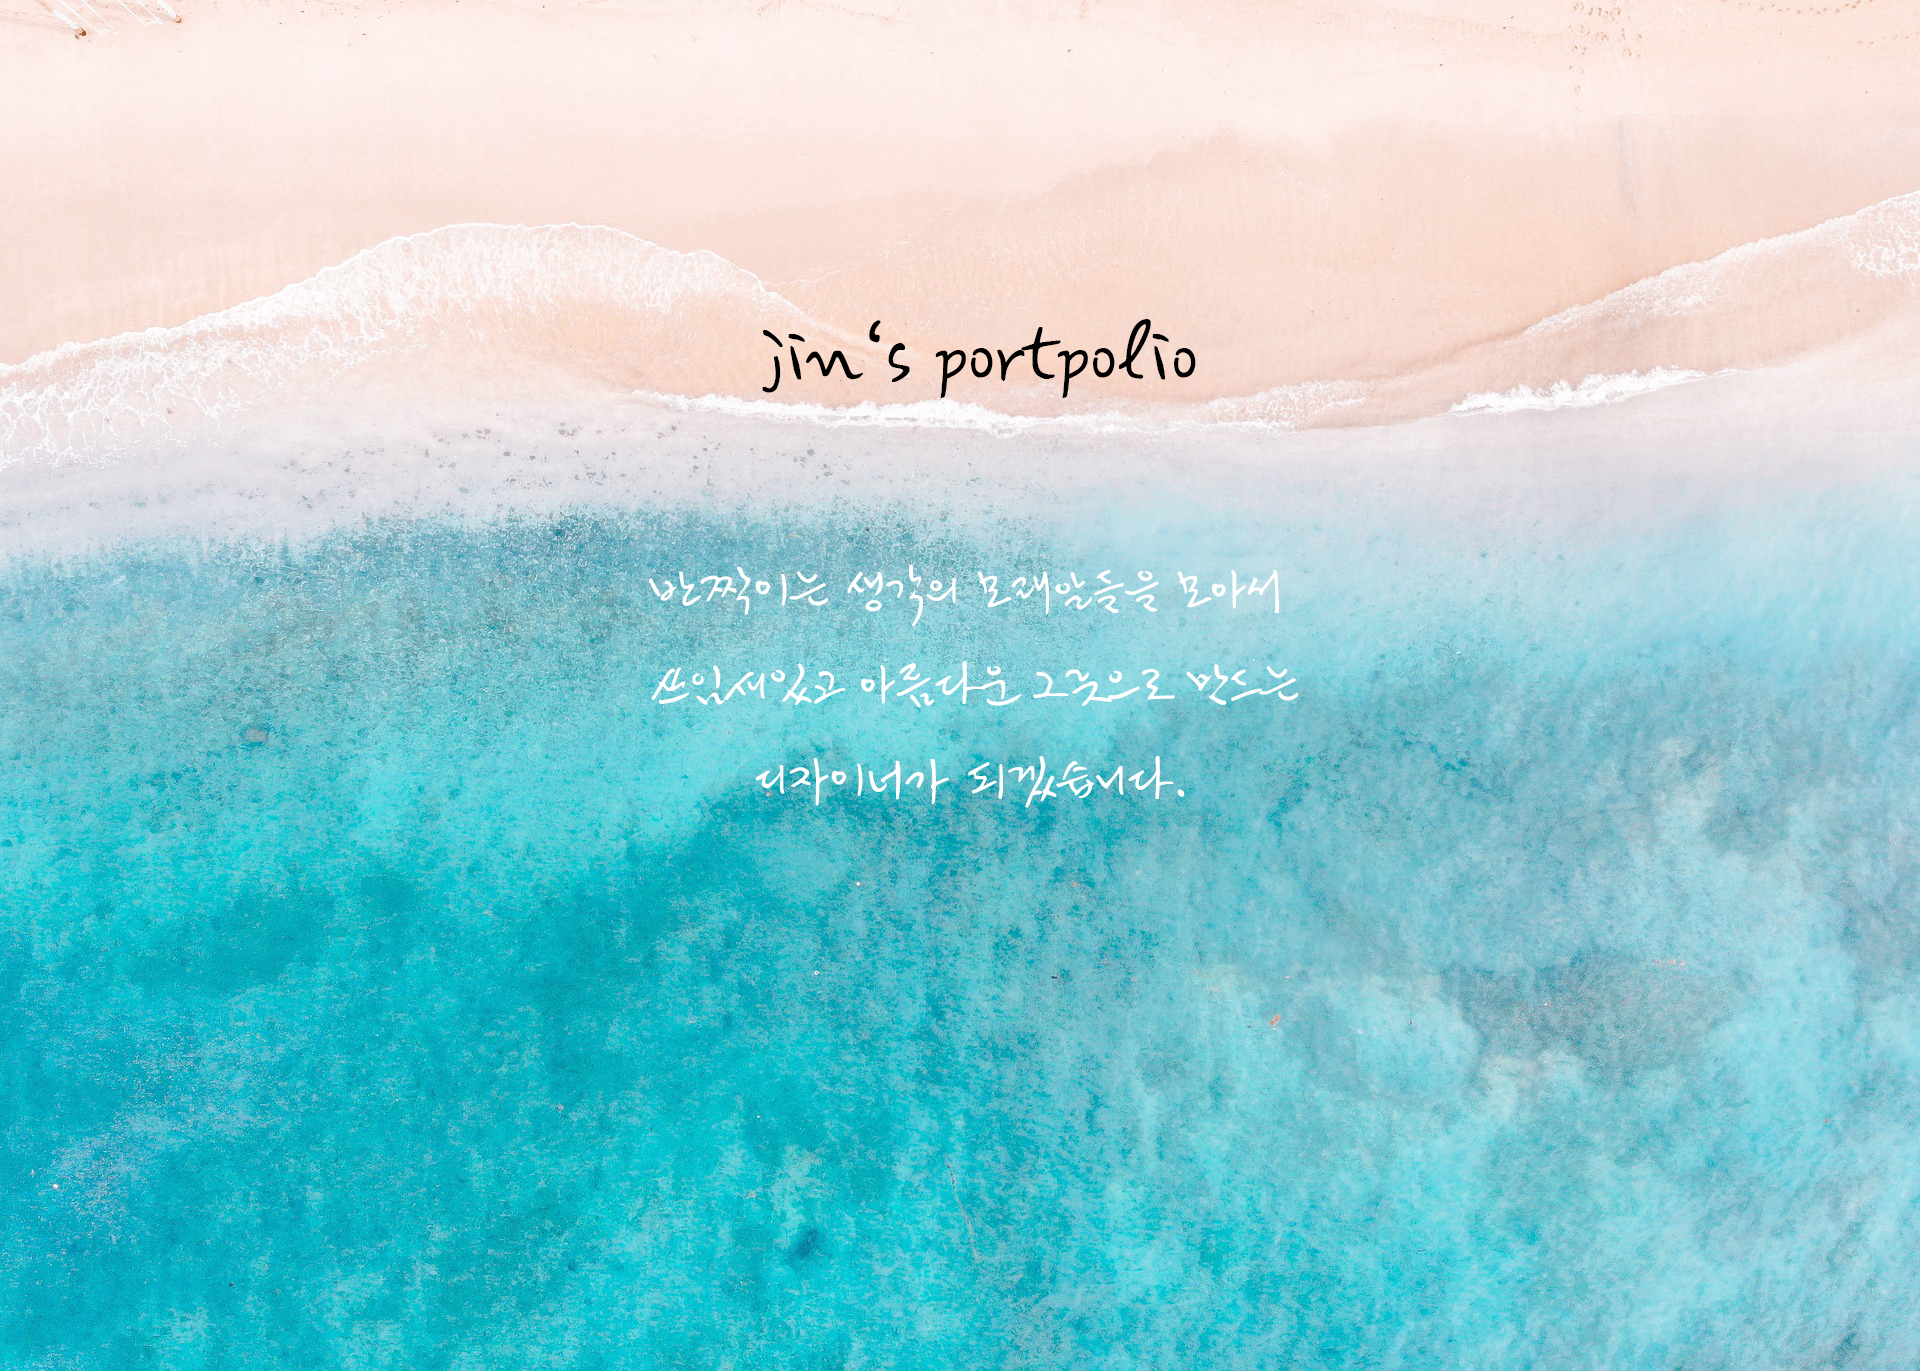 jin‘s portpolio
반짝이는 생각의 모래알들을 모아서
쓰임새있고 아름다운 그릇으로 만드는
디자이너가 되겠습니다.